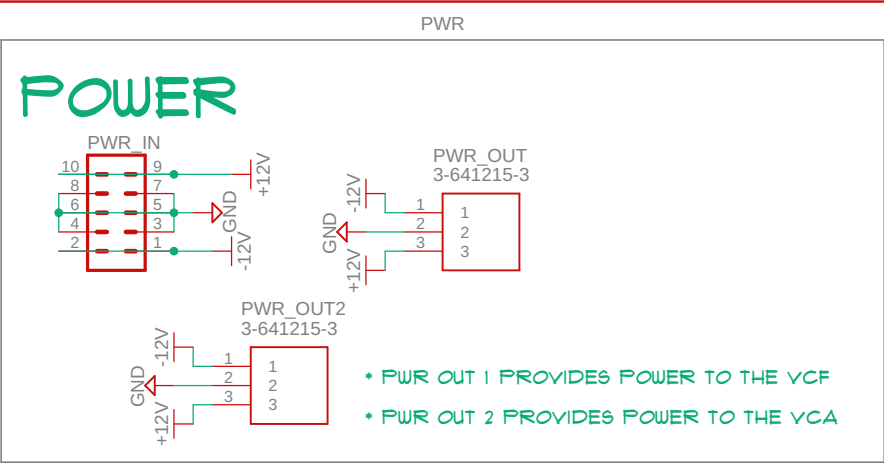 PWR
POWER
PWR_IN
10 9
8 7
6 5
4 3
2 1
+12V
GND
-12V
PWR_OUT
3-641215-3
-12V
GND
+12V
1 1
2 2
3 3
PWR_OUT2
3-641215-3
-12V
GND
+12V
1 1
2 2
3 3
* PWR OUT 1 PROVIDES POWER TO THE VCF
* PWR OUT 2 PROVIDES POWER TO THE VCA